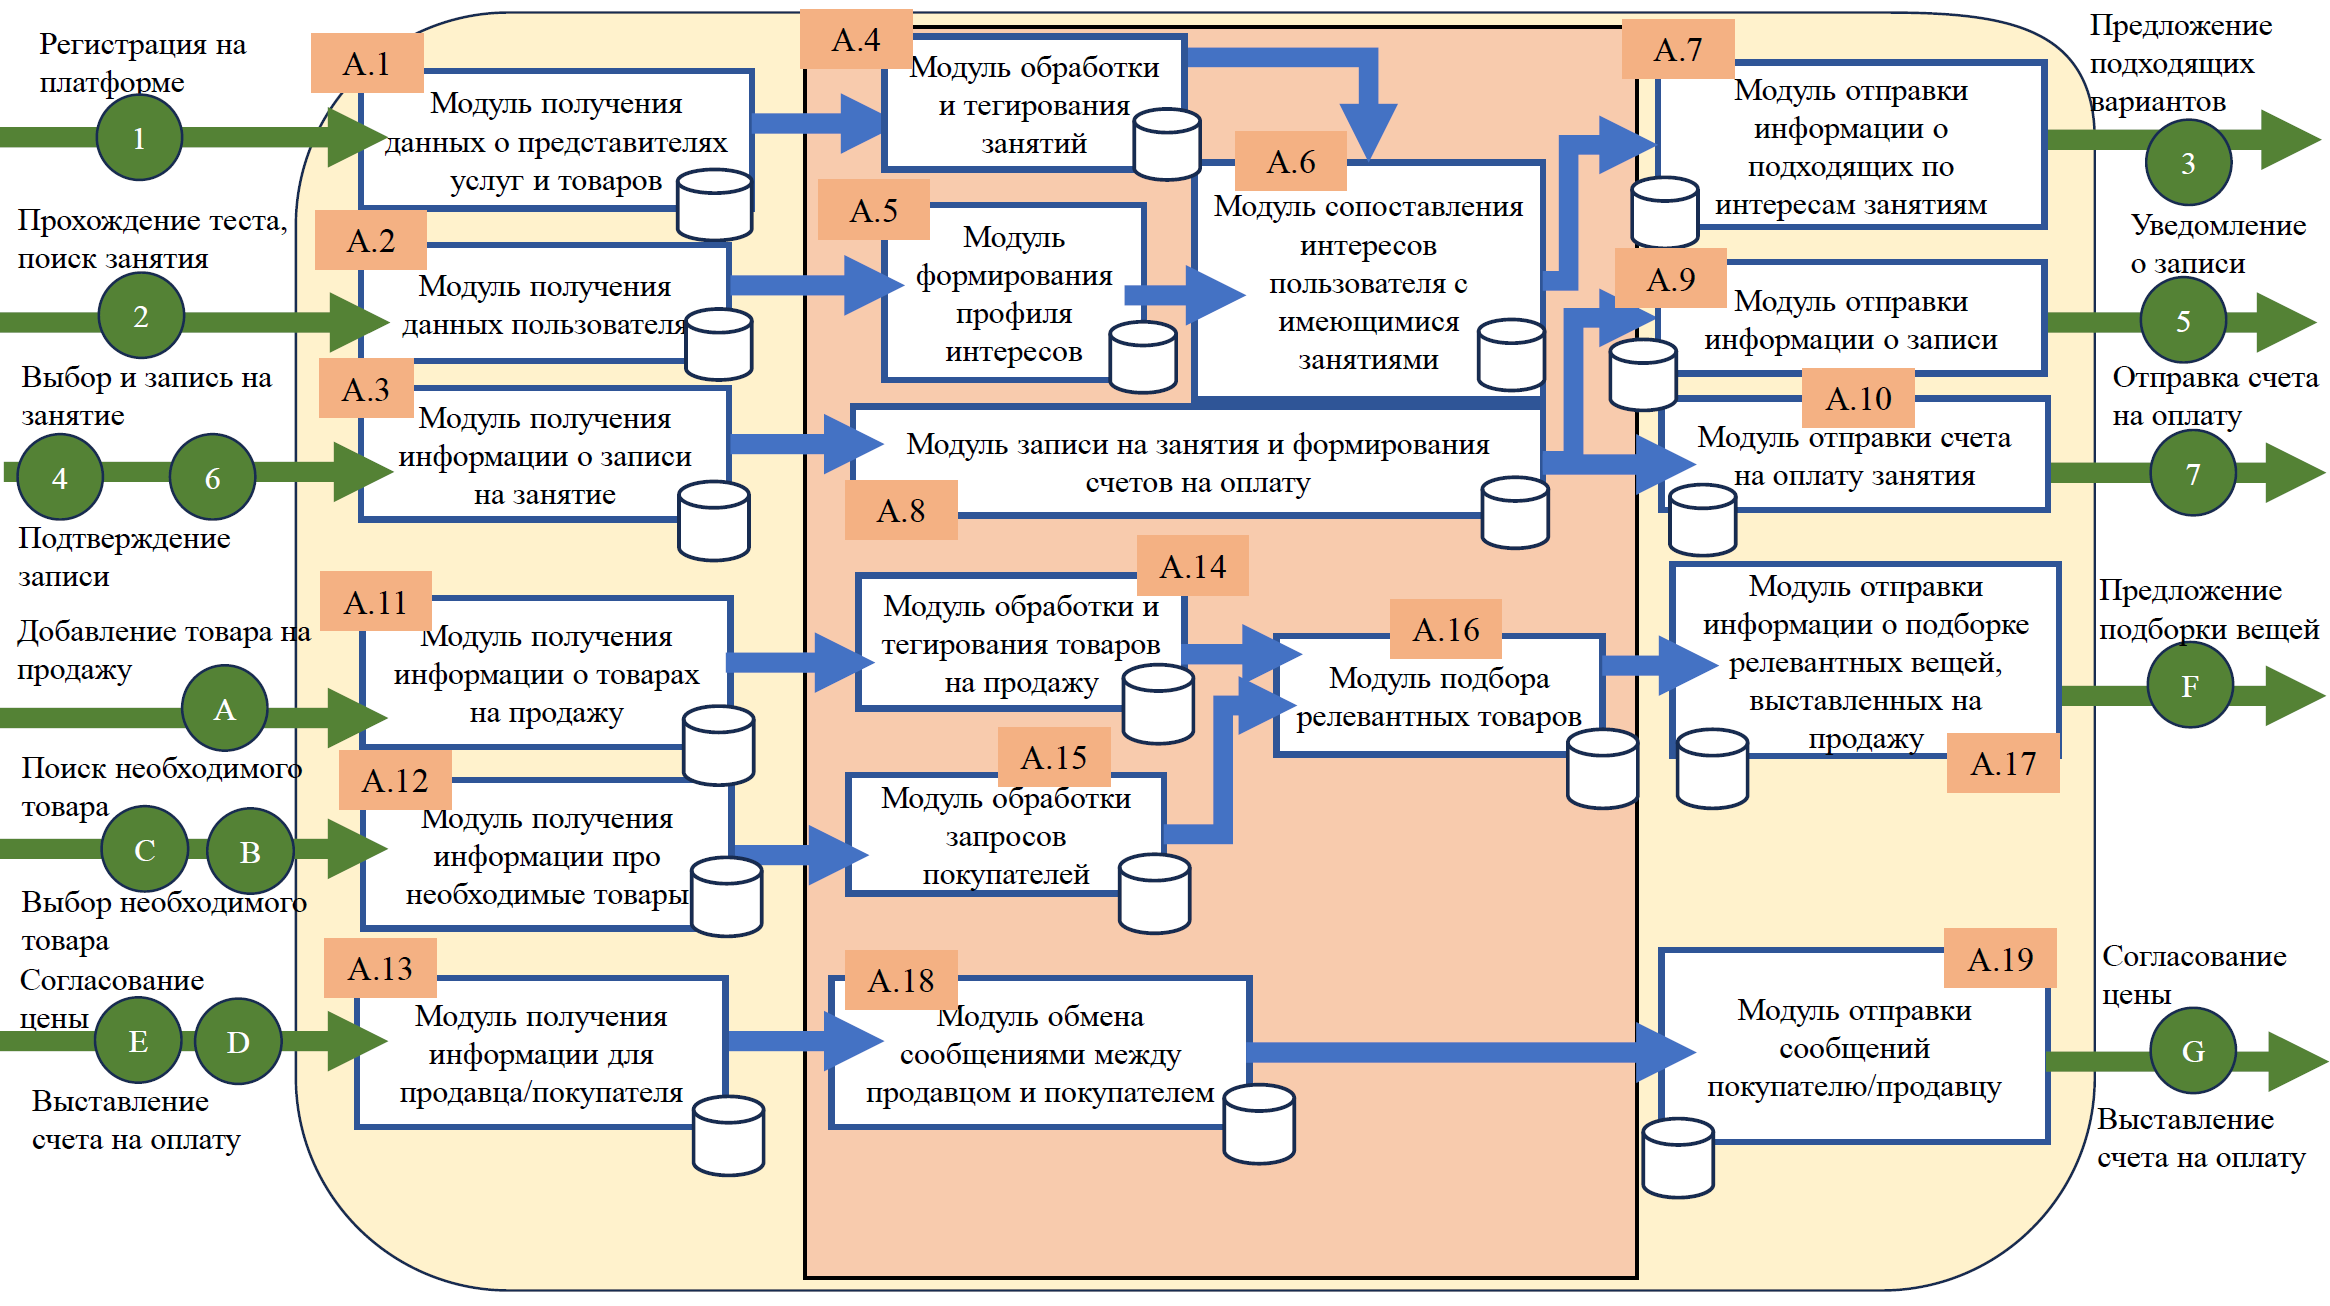 Регистрация на
платформе
1
Прохождение теста,
поиск занятия
2
Выбор и запись на
занятие
4
6
Подтверждение
записи
Добавление товара на
продажу
A
Поиск необходимого
товара
C
B
Выбор необходимого
товара
Согласование
цены
E
D
Выставление
счета на оплату
A.1
Модуль получения
данных о представителях
услуг и товаров
A.2
Модуль получения
данных пользователя
A.3
Модуль получения
информации о записи
на занятие
A.11
Модуль получения
информации о товарах
на продажу
A.12
Модуль получения
информации про
необходимые товары
A.13
Модуль получения
информации для
продавца/покупателя
A.4
Модуль обработки
и тегирования
занятий
A.5
Модуль
формирования
профиля
интересов
A.6
Модуль сопоставления
интересов
пользователя с
имеющимися
занятиями
Модуль записи на занятия и формирования
счетов на оплату
A.8
A.14
Модуль обработки и
тегирования товаров
на продажу
A.15
Модуль обработки
запросов
покупателей
A.16
Модуль подбора
релевантных товаров
A.18
Модуль обмена
сообщениями между
продавцом и покупателем
A.7
Модуль отправки
информации о
подходящих по
интересам занятиям
A.9
Модуль отправки
информации о записи
A.10
Модуль отправки счета
на оплату занятия
Модуль отправки
информации о подборке
релевантных вещей,
выставленных на
продажу
A.17
A.19
Модуль отправки
сообщений
покупателю/продавцу
Предложение
подходящих
вариантов
3
Уведомление
о записи
5
Отправка счета
на оплату
7
Предложение
подборки вещей
F
Согласование
цены
G
Выставление
счета на оплату